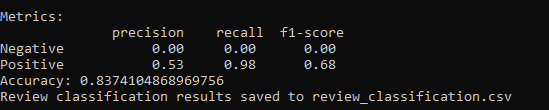 Metrics:
precision recall f1-score
Negative 0.00 0.00 0.00
Positive 0.53 0.98 0.68
Accuracy: 0.8374104868969756
Review classification results saved to review_classification.csv